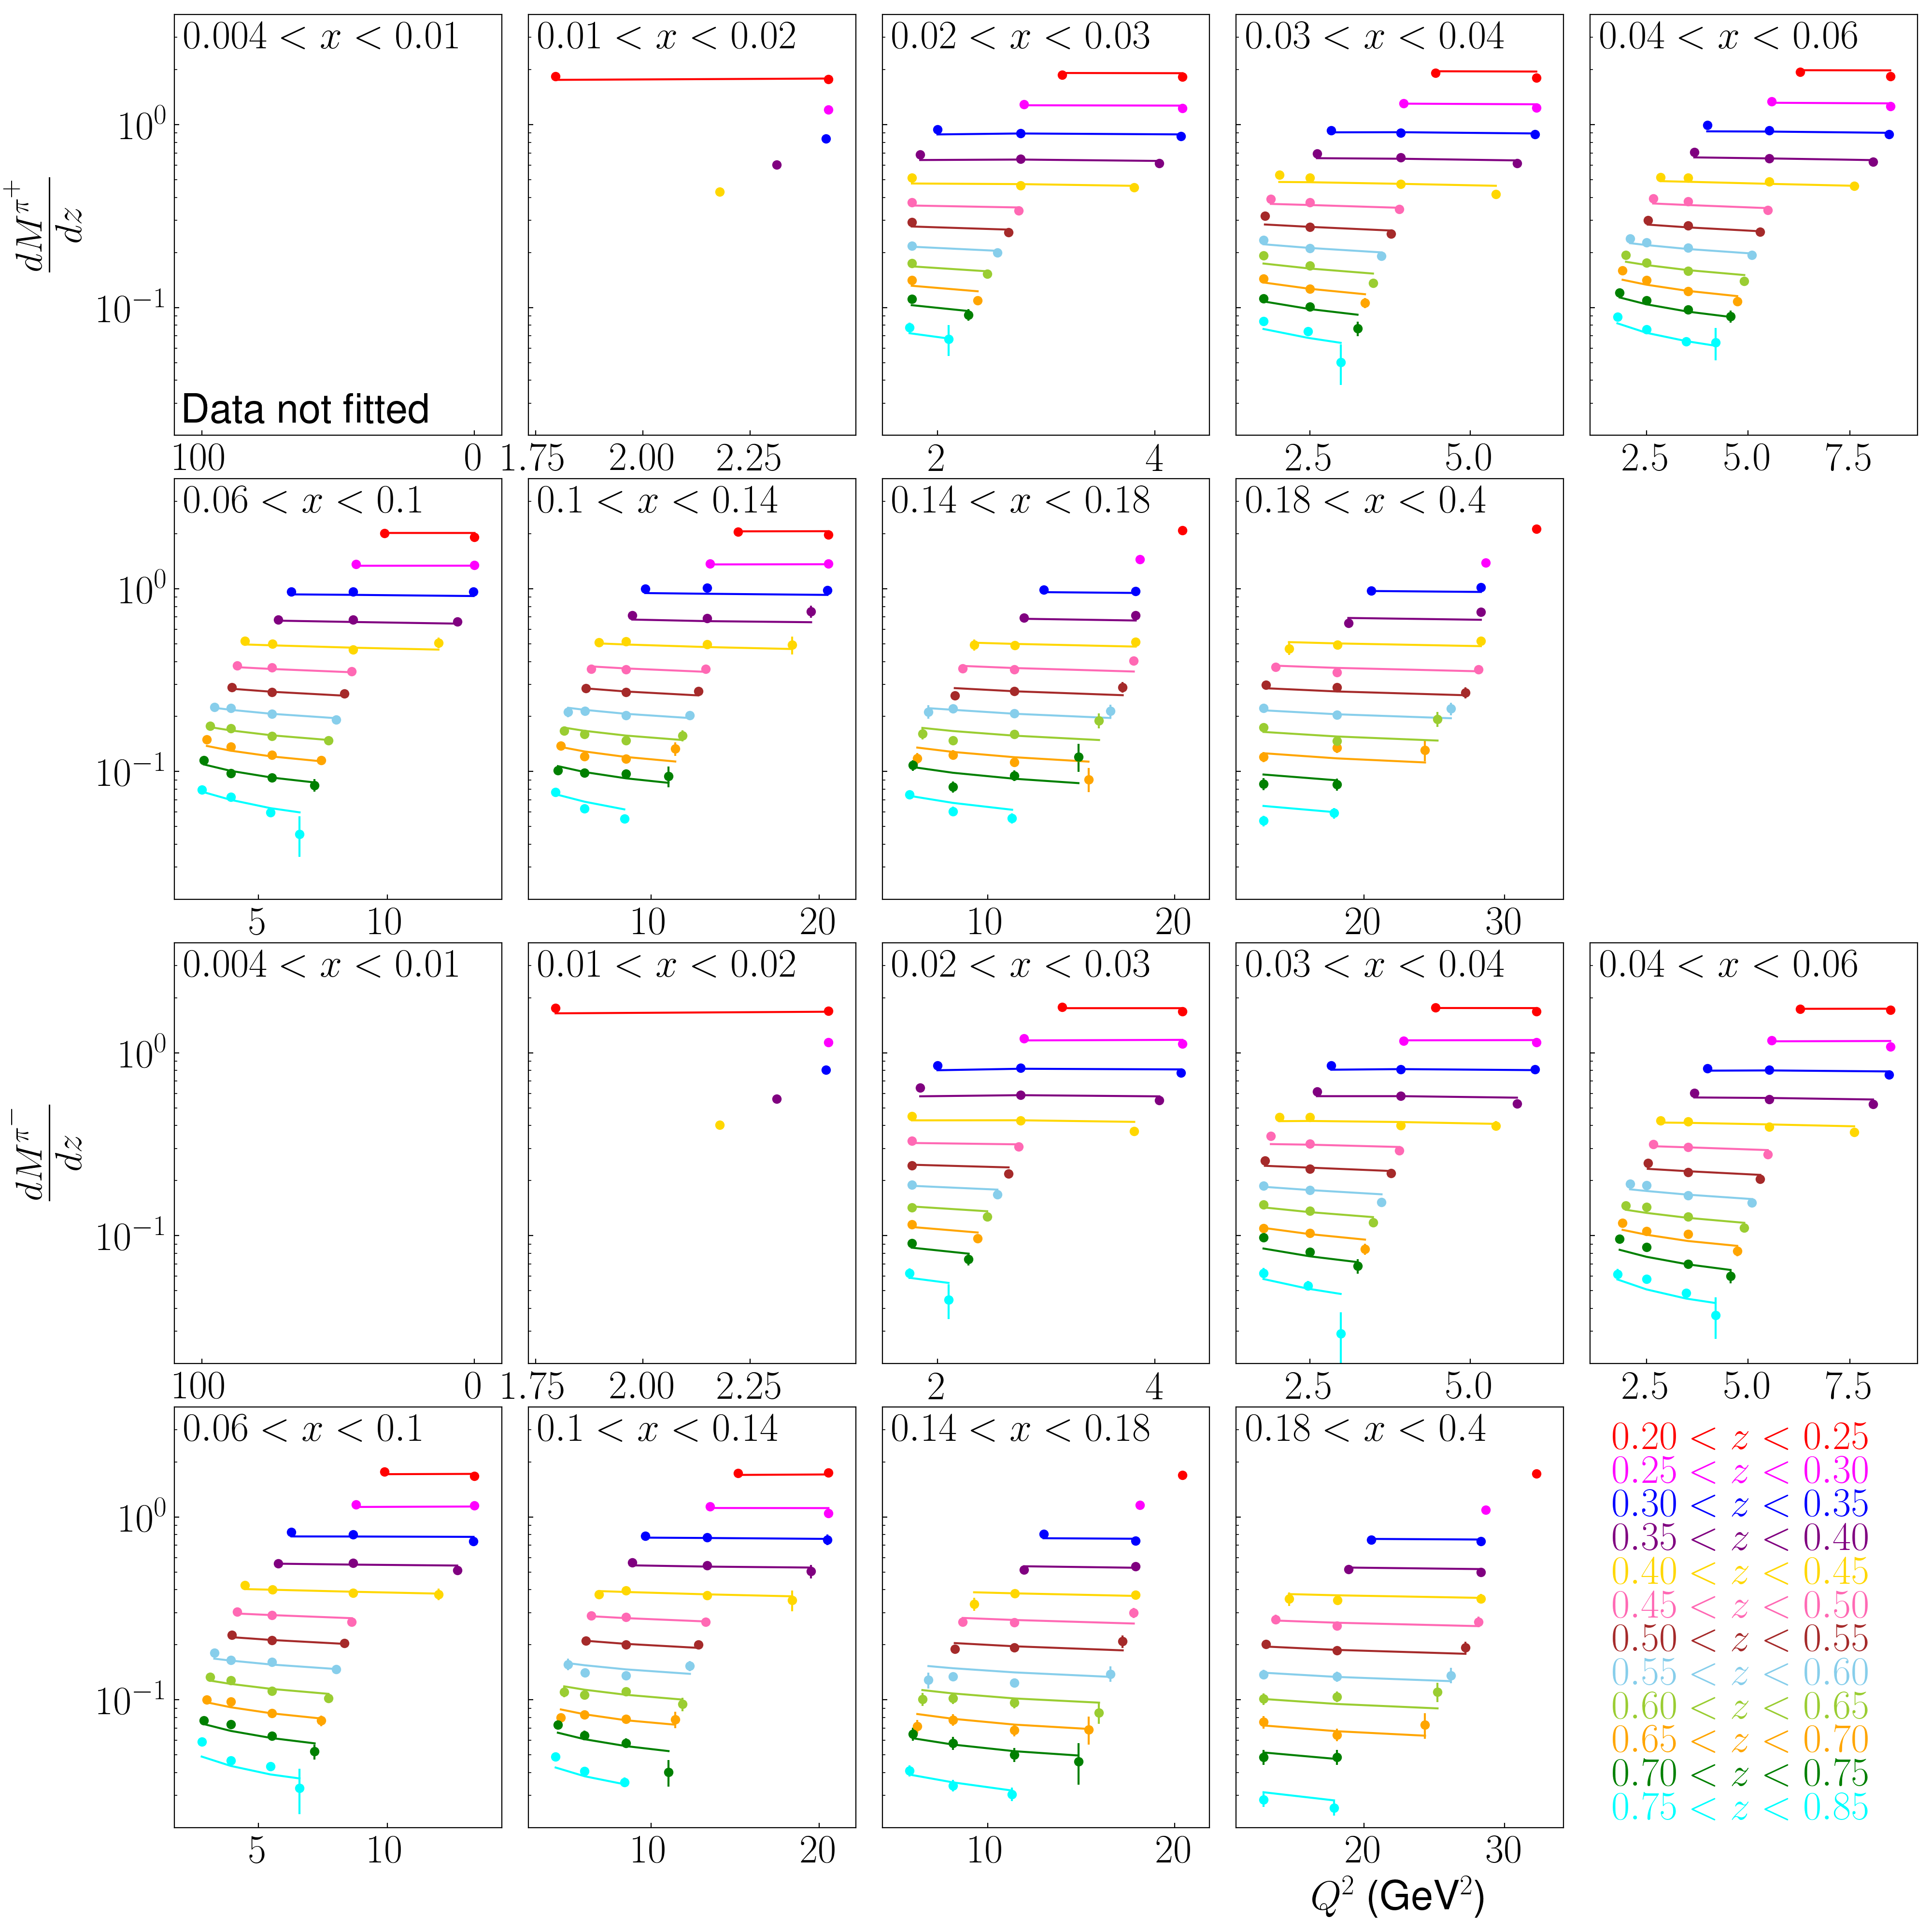 0.004 < x < 0.01
0.01 < x < 0.02
0.02 < x < 0.03
0.03 < x < 0.04
0.04 < x < 0.06
10^0
10^−1
dM^π^+
dz
Data not fitted
100 0
1.75 2.00 2.25
2 4
2.5 5.0
2.5 5.0 7.5
0.06 < x < 0.1
0.1 < x < 0.14
0.14 < x < 0.18
0.18 < x < 0.4
10^0
10^−1
5 10
10 20
10 20
20 30
0.004 < x < 0.01
0.01 < x < 0.02
0.02 < x < 0.03
0.03 < x < 0.04
0.04 < x < 0.06
10^0
10^−1
dM^π^−
dz
100 0
1.75 2.00 2.25
2 4
2.5 5.0
2.5 5.0 7.5
0.06 < x < 0.1
0.1 < x < 0.14
0.14 < x < 0.18
0.18 < x < 0.4
10^0
10^−1
5 10
10 20
10 20
20 30
Q^2 (GeV^2)
0.20 < z < 0.25
0.25 < z < 0.30
0.30 < z < 0.35
0.35 < z < 0.40
0.40 < z < 0.45
0.45 < z < 0.50
0.50 < z < 0.55
0.55 < z < 0.60
0.60 < z < 0.65
0.65 < z < 0.70
0.70 < z < 0.75
0.75 < z < 0.85